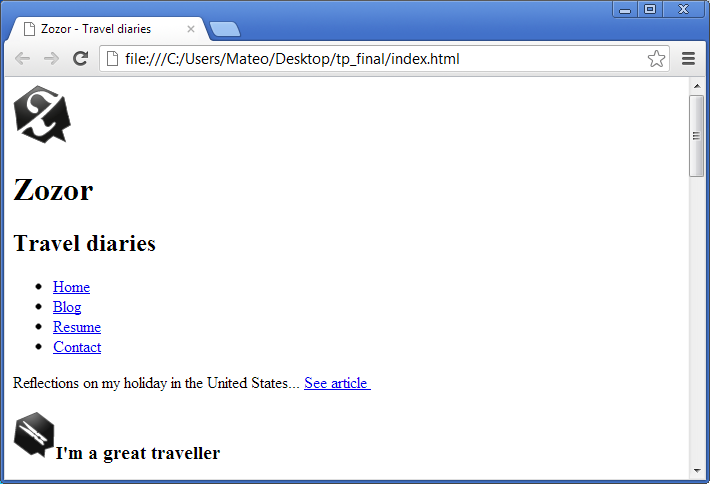 Zozor - Travel diaries
file:///C:/Users/Mateo/Desktop/tp_final/index.html
Zozor
Travel diaries
Home
Blog
Resume
Contact
Reflections on my holiday in the United States... See article
I'm a great traveller